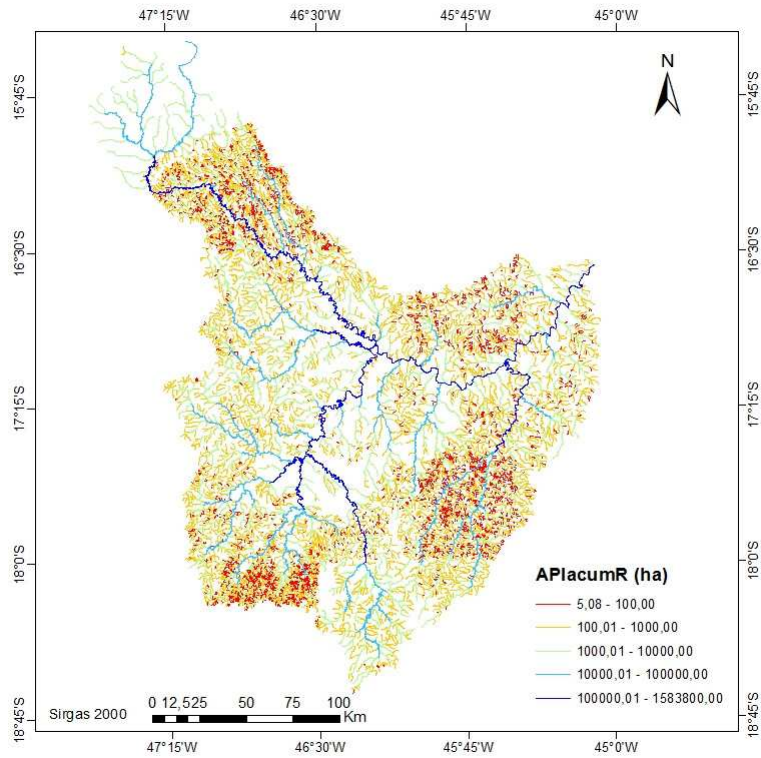 47°15'W 46°30'W 45°45'W 45°0'W
N
15°45'S 15°45'S
16°30'S 16°30'S
17°15'S 17°15'S
18°0'S 18°0'S
APlacumR (ha)
5,08 - 100,00
100,01 - 1000,00
1000,01 - 10000,00
10000,01 - 100000,00
100000,01 - 1583800,00
Sirgas 2000
0 12,525 50 75 100
Km
18°45'S 18°45'S
47°15'W 46°30'W 45°45'W 45°0'W